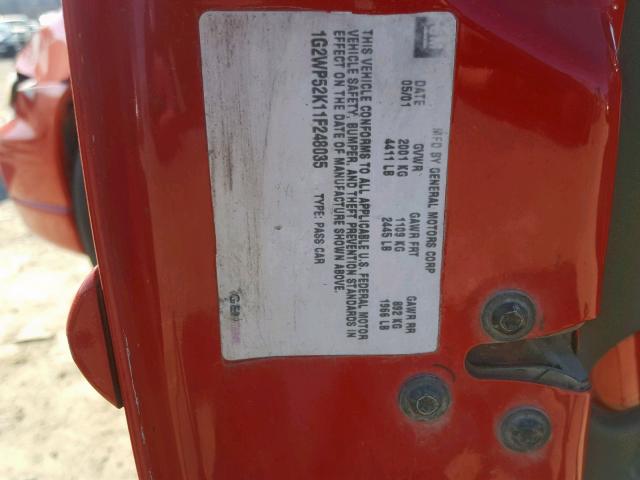 MFD BY GENERAL MOTORS CORP
DATE GVWR GAWR FRT GAWR RR
05/01 2001 KG 1109 KG 892 KG
4411 LB 2445 LB 1966 LB
THIS VEHICLE CONFORMS TO ALL APPLICABLE U.S. FEDERAL MOTOR
VEHICLE SAFETY, BUMPER, AND THEFT PREVENTION STANDARDS IN
EFFECT ON THE DATE OF MANUFACTURE SHOWN ABOVE.
1G2WP52K11F248035 TYPE: PASS CAR